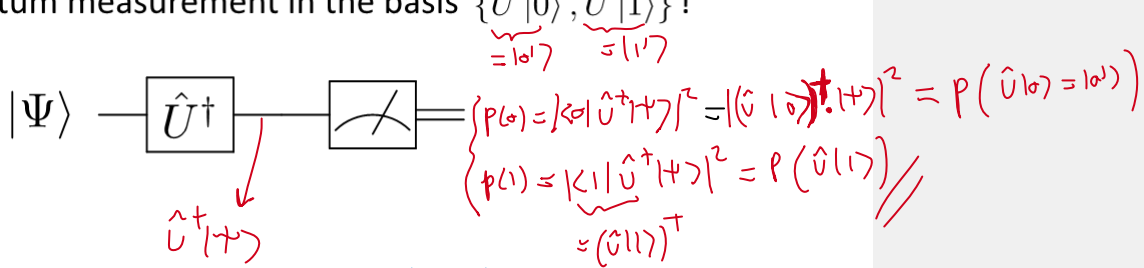 tum measurement in the basis {Û|0⟩, Û|1⟩}!
=|0'⟩ =|1'⟩
|Ψ⟩ Û† { p(0) = |⟨0|Û†|ψ⟩|² = |(Û|0⟩)†·|ψ⟩|² = P(Û|0⟩ = |0'⟩)
p(1) = |⟨1|Û†|ψ⟩|² = P(Û|1⟩) //
Û†|ψ⟩ = (Û|1⟩)†